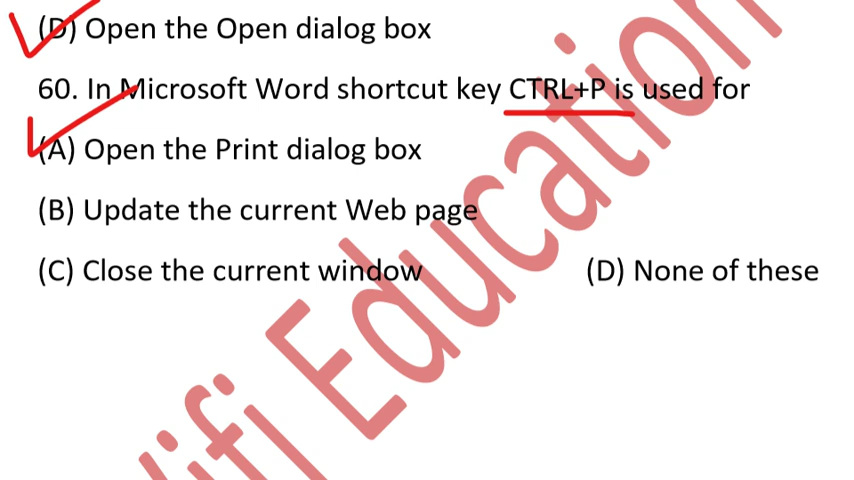 (D) Open the Open dialog box
60. In Microsoft Word shortcut key CTRL+P is used for
(A) Open the Print dialog box
(B) Update the current Web page
(C) Close the current window (D) None of these
ifi Education